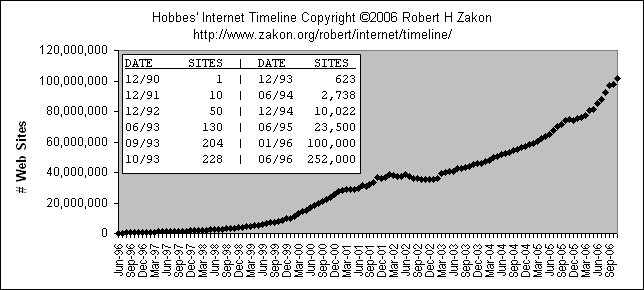 Hobbes' Internet Timeline Copyright ©2006 Robert H Zakon
http://www.zakon.org/robert/internet/timeline/
# Web Sites
120,000,000
100,000,000
80,000,000
60,000,000
40,000,000
20,000,000
0
DATE SITES | DATE SITES
12/90 1 | 12/93 623
12/91 10 | 06/94 2,738
12/92 50 | 12/94 10,022
06/93 130 | 06/95 23,500
09/93 204 | 01/96 100,000
10/93 228 | 06/96 252,000
Jun-96
Sep-96
Dec-96
Mar-97
Jun-97
Sep-97
Dec-97
Mar-98
Jun-98
Sep-98
Dec-98
Mar-99
Jun-99
Sep-99
Dec-99
Mar-00
Jun-00
Sep-00
Dec-00
Mar-01
Jun-01
Sep-01
Dec-01
Mar-02
Jun-02
Sep-02
Dec-02
Mar-03
Jun-03
Sep-03
Dec-03
Mar-04
Jun-04
Sep-04
Dec-04
Mar-05
Jun-05
Sep-05
Dec-05
Mar-06
Jun-06
Sep-06